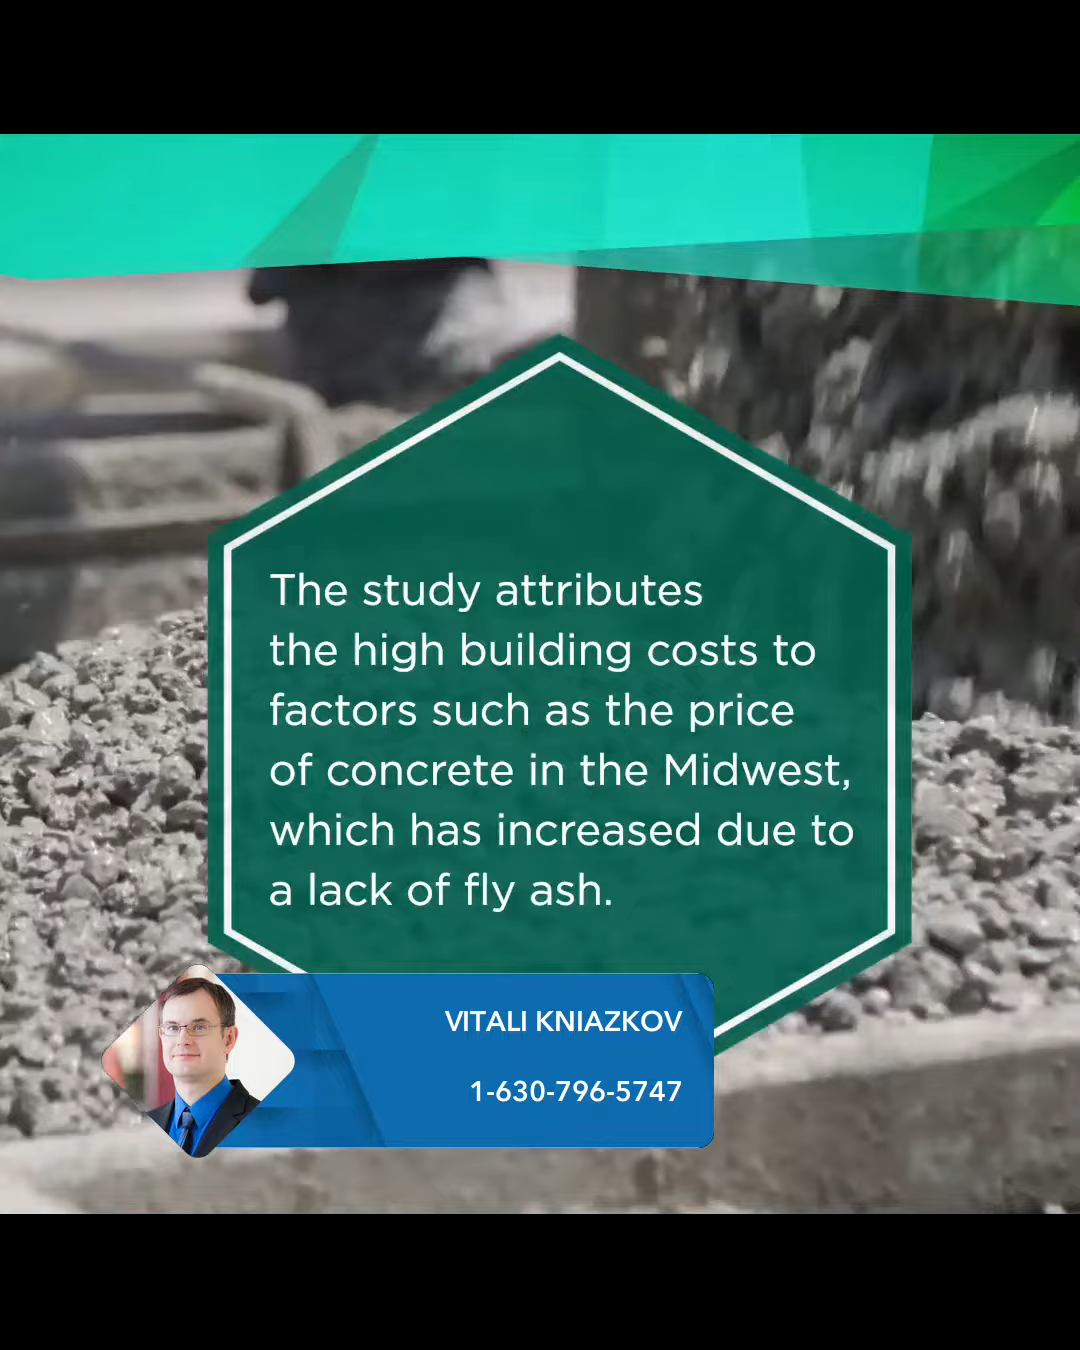 The study attributes
the high building costs to
factors such as the price
of concrete in the Midwest,
which has increased due to
a lack of fly ash.
VITALI KNIAZKOV
1-630-796-5747